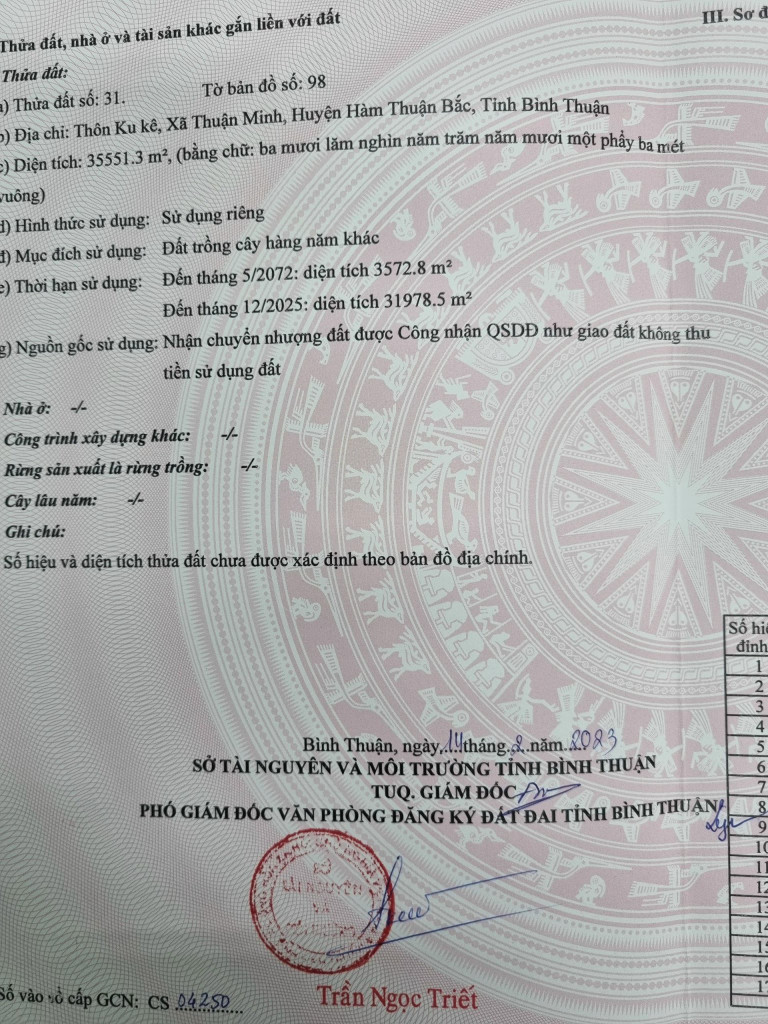 Thửa đất, nhà ở và tài sản khác gắn liền với đất
III. Sơ đ
Thửa đất:
a) Thửa đất số: 31. Tờ bản đồ số: 98
b) Địa chỉ: Thôn Ku kê, Xã Thuận Minh, Huyện Hàm Thuận Bắc, Tỉnh Bình Thuận
c) Diện tích: 35551.3 m², (bằng chữ: ba mươi lăm nghìn năm trăm năm mươi một phẩy ba mét
vuông)
d) Hình thức sử dụng: Sử dụng riêng
đ) Mục đích sử dụng: Đất trồng cây hàng năm khác
e) Thời hạn sử dụng: Đến tháng 5/2072: diện tích 3572.8 m²
Đến tháng 12/2025: diện tích 31978.5 m²
g) Nguồn gốc sử dụng: Nhận chuyển nhượng đất được Công nhận QSDĐ như giao đất không thu
tiền sử dụng đất
Nhà ở: -/-
Công trình xây dựng khác: -/-
Rừng sản xuất là rừng trồng: -/-
Cây lâu năm: -/-
Ghi chú:
Số hiệu và diện tích thửa đất chưa được xác định theo bản đồ địa chính.
Số hiệ
đỉnh
1
2
3
4
5
6
7
8
9
10
11
12
13
14
15
16
17
Bình Thuận, ngày 14 tháng 2 năm 2023
SỞ TÀI NGUYÊN VÀ MÔI TRƯỜNG TỈNH BÌNH THUẬN
TUQ. GIÁM ĐỐC
PHÓ GIÁM ĐỐC VĂN PHÒNG ĐĂNG KÝ ĐẤT ĐAI TỈNH BÌNH THUẬN
SỞ
TÀI NGUYÊN
VÀ
Trần Ngọc Triết
Số vào sổ cấp GCN: CS 04250